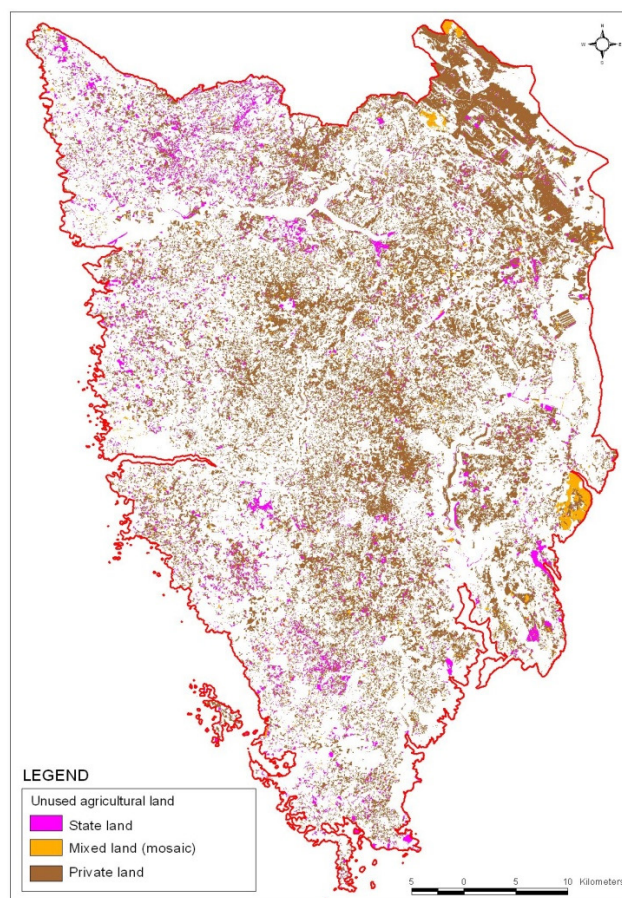 N
W E
S
LEGEND
Unused agricultural land
State land
Mixed land (mosaic)
Private land
5 0 5 10 Kilometers